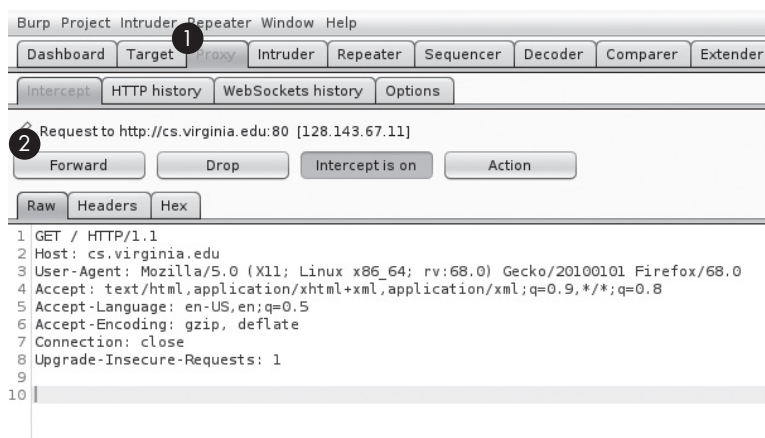 Burp Project Intruder Repeater Window Help
1
Dashboard Target Proxy Intruder Repeater Sequencer Decoder Comparer Extender
Intercept HTTP history WebSockets history Options
2
Request to http://cs.virginia.edu:80 [128.143.67.11]
Forward Drop Intercept is on Action
Raw Headers Hex
1 GET / HTTP/1.1
2 Host: cs.virginia.edu
3 User-Agent: Mozilla/5.0 (X11; Linux x86_64; rv:68.0) Gecko/20100101 Firefox/68.0
4 Accept: text/html,application/xhtml+xml,application/xml;q=0.9,*/*;q=0.8
5 Accept-Language: en-US,en;q=0.5
6 Accept-Encoding: gzip, deflate
7 Connection: close
8 Upgrade-Insecure-Requests: 1
9
10